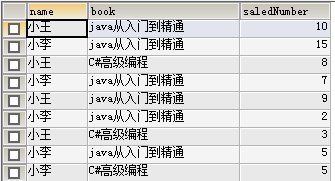 name book saledNumber
小王 java从入门到精通 10
小李 java从入门到精通 15
小王 C#高级编程 8
小李 java从入门到精通 7
小王 java从入门到精通 9
小李 java从入门到精通 2
小王 C#高级编程 3
小李 java从入门到精通 5
小李 C#高级编程 5